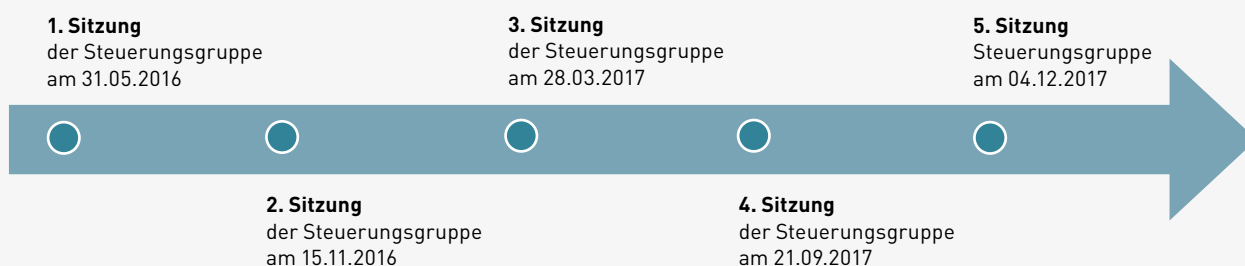 1. Sitzung
der Steuerungsgruppe
am 31.05.2016
2. Sitzung
der Steuerungsgruppe
am 15.11.2016
3. Sitzung
der Steuerungsgruppe
am 28.03.2017
4. Sitzung
der Steuerungsgruppe
am 21.09.2017
5. Sitzung
Steuerungsgruppe
am 04.12.2017